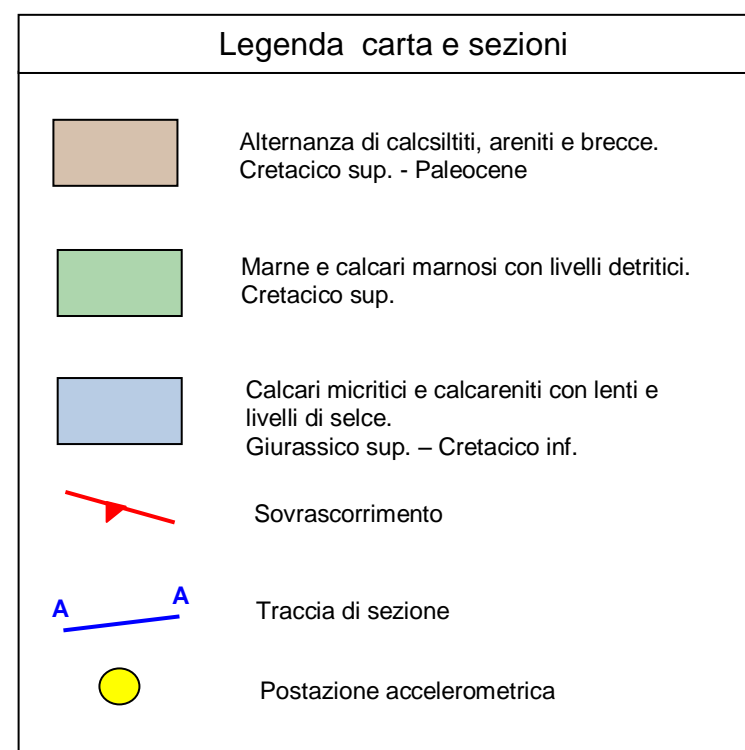 Legenda carta e sezioni
Alternanza di calcsiltiti, areniti e brecce.
Cretacico sup. - Paleocene
Marne e calcari marnosi con livelli detritici.
Cretacico sup.
Calcari micritici e calcareniti con lenti e
livelli di selce.
Giurassico sup. – Cretacico inf.
Sovrascorrimento
A A
Traccia di sezione
Postazione accelerometrica